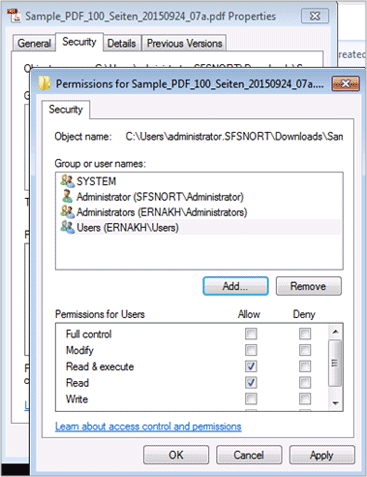 Sample_PDF_100_Seiten_20150924_07a.pdf Properties
General Security Details Previous Versions
reated
Permissions for Sample_PDF_100_Seiten_20150924_07a....
Security
Object name: C:\Users\administrator.SFSNORT\Downloads\San
Group or user names:
SYSTEM
Administrator (SFSNORT\Administrator)
Administrators (ERNAKH\Administrators)
Users (ERNAKH\Users)
Add... Remove
Permissions for Users Allow Deny
Full control
Modify
Read & execute
Read
Write
Learn about access control and permissions
OK Cancel Apply